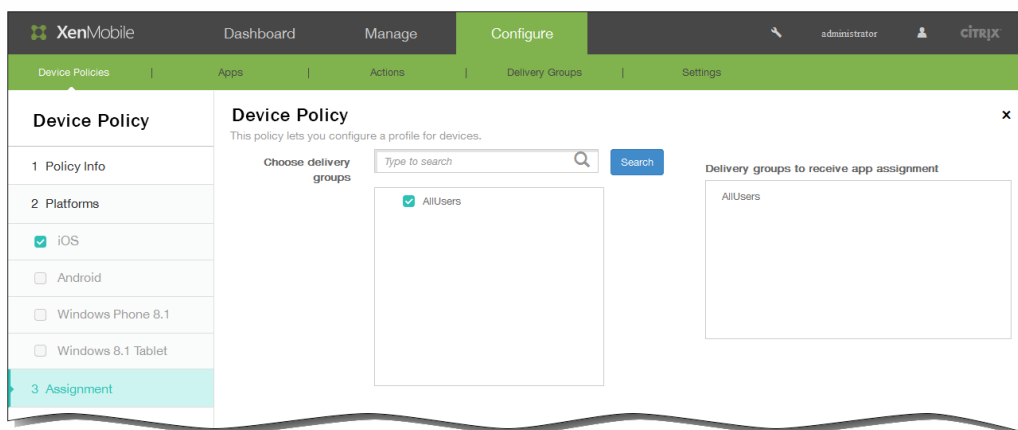 XenMobile Dashboard Manage Configure administrator CİTRIX
Device Policies | Apps | Actions | Delivery Groups | Settings
Device Policy
1 Policy Info
2 Platforms
iOS
Android
Windows Phone 8.1
Windows 8.1 Tablet
3 Assignment
Device Policy x
This policy lets you configure a profile for devices.
Choose delivery
groups
Type to search
Search
AllUsers
Delivery groups to receive app assignment
AllUsers